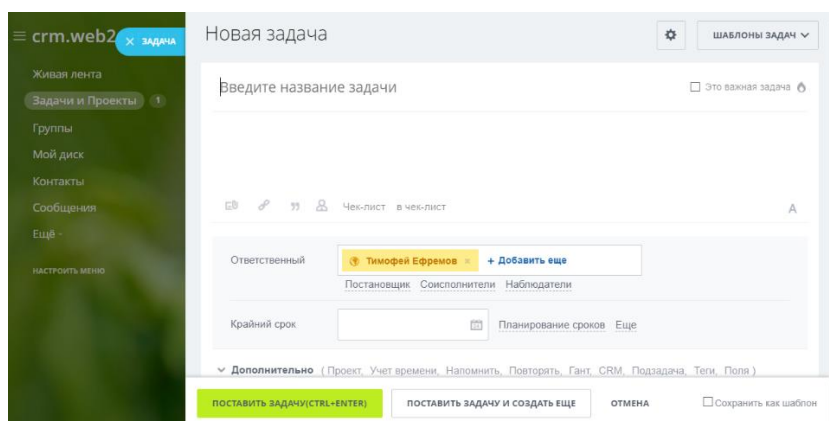 crm.web2
ЗАДАЧА
Живая лента
Задачи и Проекты 1
Группы
Мой диск
Контакты
Сообщения
Ещё -
НАСТРОИТЬ МЕНЮ
Новая задача
ШАБЛОНЫ ЗАДАЧ
Введите название задачи
Это важная задача
Чек-лист в чек-лист
A
Ответственный
Тимофей Ефремов × + Добавить еще
Постановщик Соисполнители Наблюдатели
Крайний срок
Планирование сроков Еще
Дополнительно (Проект, Учет времени, Напомнить, Повторять, Гант, CRM, Подзадача, Теги, Поля)
ПОСТАВИТЬ ЗАДАЧУ(CTRL+ENTER)
ПОСТАВИТЬ ЗАДАЧУ И СОЗДАТЬ ЕЩЕ
ОТМЕНА
Сохранить как шаблон